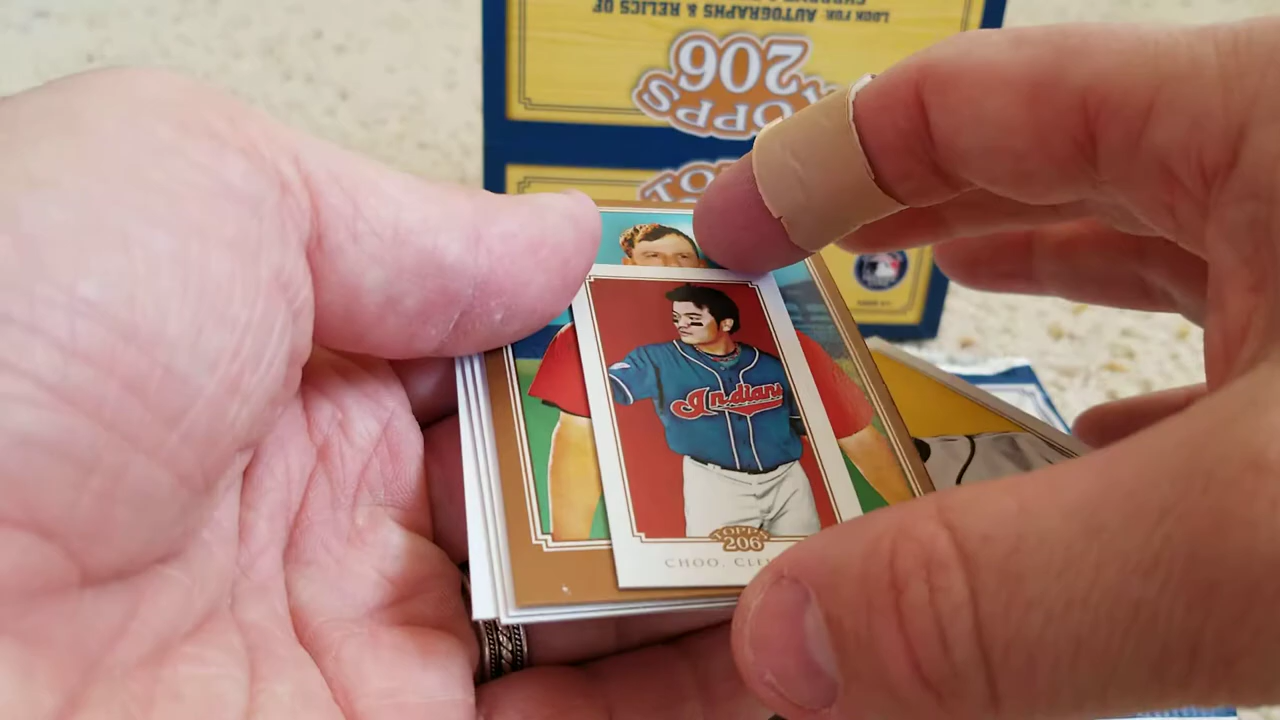 LOOK FOR: AUTOGRAPHS & RELICS OF
TOPPS
206
Indians
TOPPS
206
CHOO, CLE